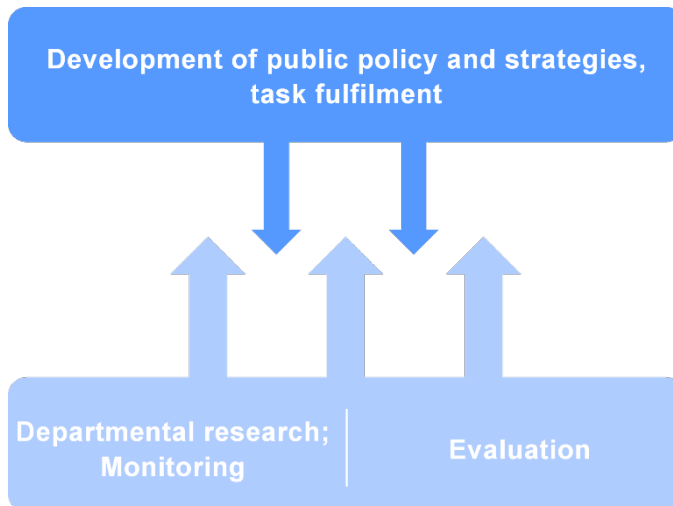 Development of public policy and strategies,
task fulfilment
Departmental research;
Monitoring
Evaluation